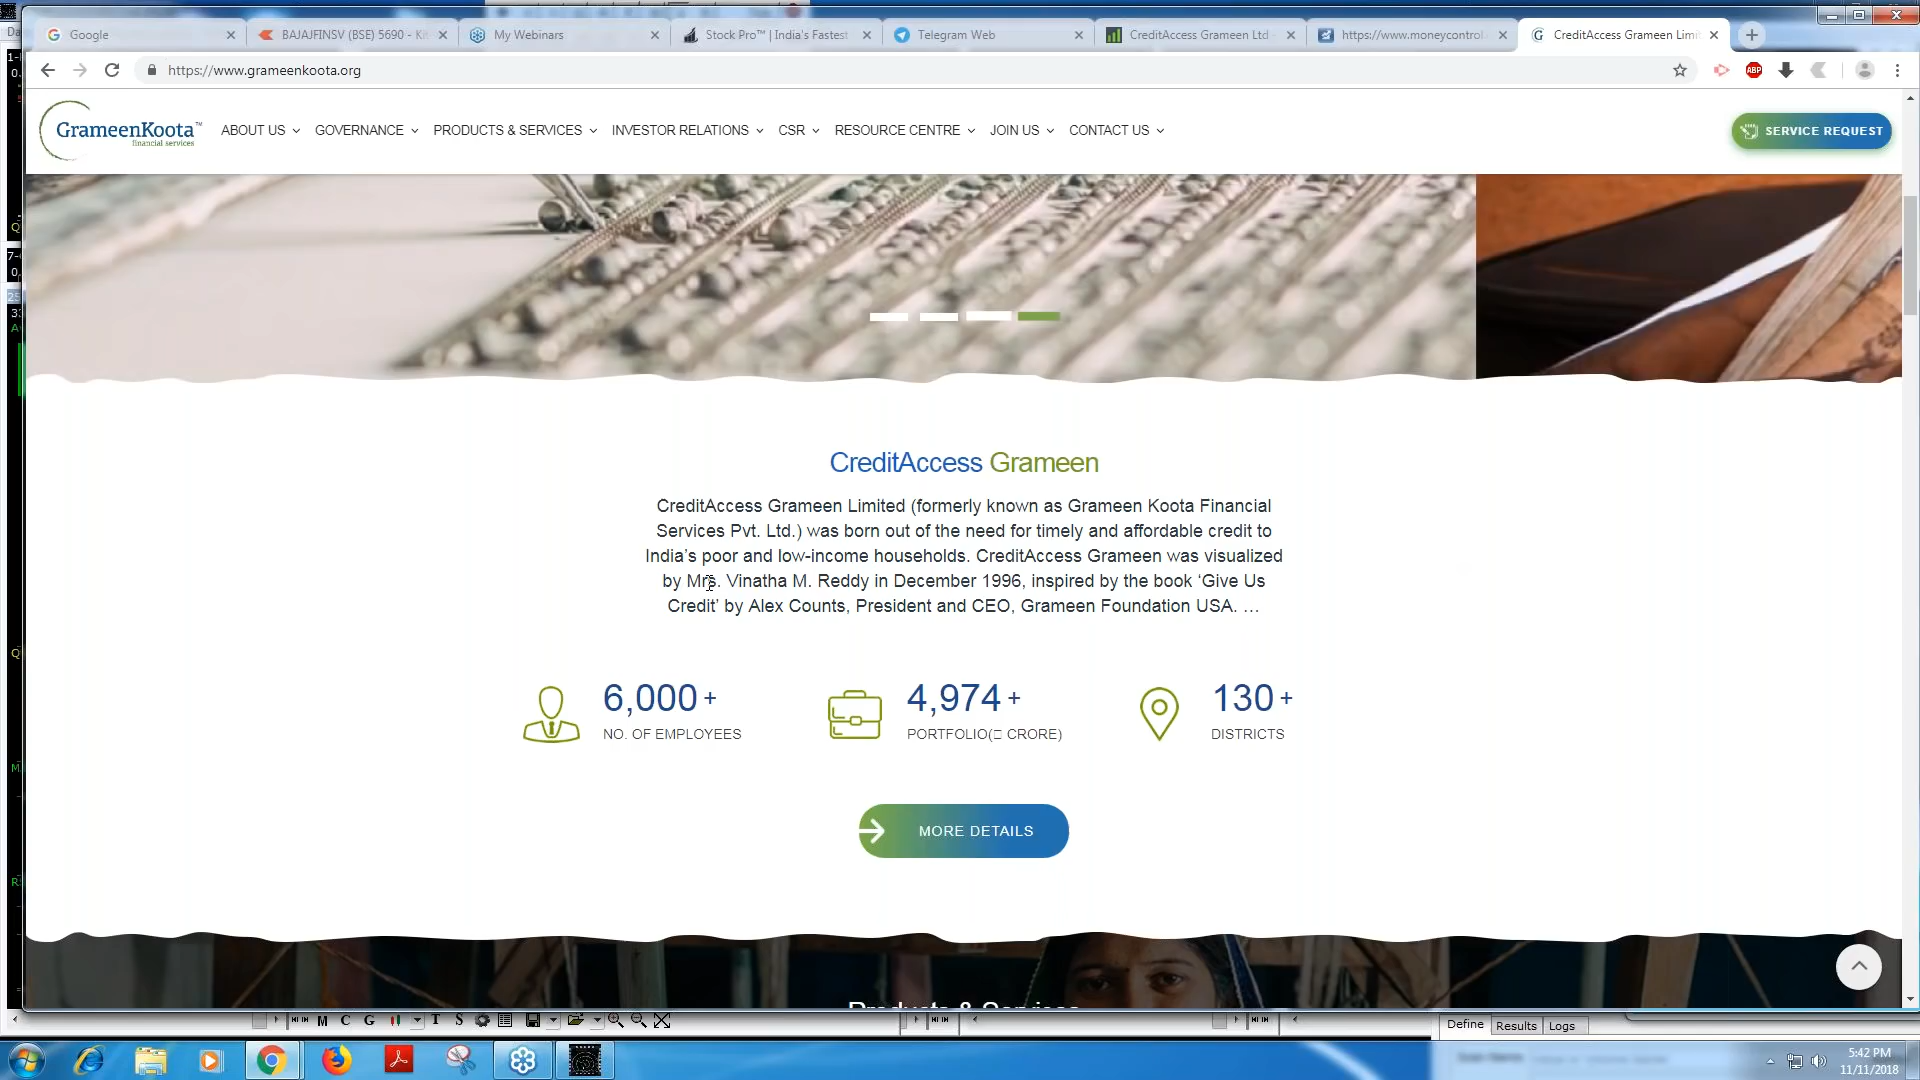 Google
BAJAJFINSV (BSE) 5690 - Ki
My Webinars
Stock Pro™ | India's Fastest
Telegram Web
CreditAccess Grameen Ltd
https://www.moneycontrol.
CreditAccess Grameen Limi
https://www.grameenkoota.org
ABP
GrameenKoota™
financial services
ABOUT US
GOVERNANCE
PRODUCTS & SERVICES
INVESTOR RELATIONS
CSR
RESOURCE CENTRE
JOIN US
CONTACT US
SERVICE REQUEST
CreditAccess Grameen
CreditAccess Grameen Limited (formerly known as Grameen Koota Financial
Services Pvt. Ltd.) was born out of the need for timely and affordable credit to
India's poor and low-income households. CreditAccess Grameen was visualized
by Mrs. Vinatha M. Reddy in December 1996, inspired by the book ‘Give Us
Credit’ by Alex Counts, President and CEO, Grameen Foundation USA. …
6,000 +
NO. OF EMPLOYEES
4,974 +
PORTFOLIO(▯ CRORE)
130 +
DISTRICTS
MORE DETAILS
Products & Services
M C G T S
Define
Results
Logs
5:42 PM
11/11/2018